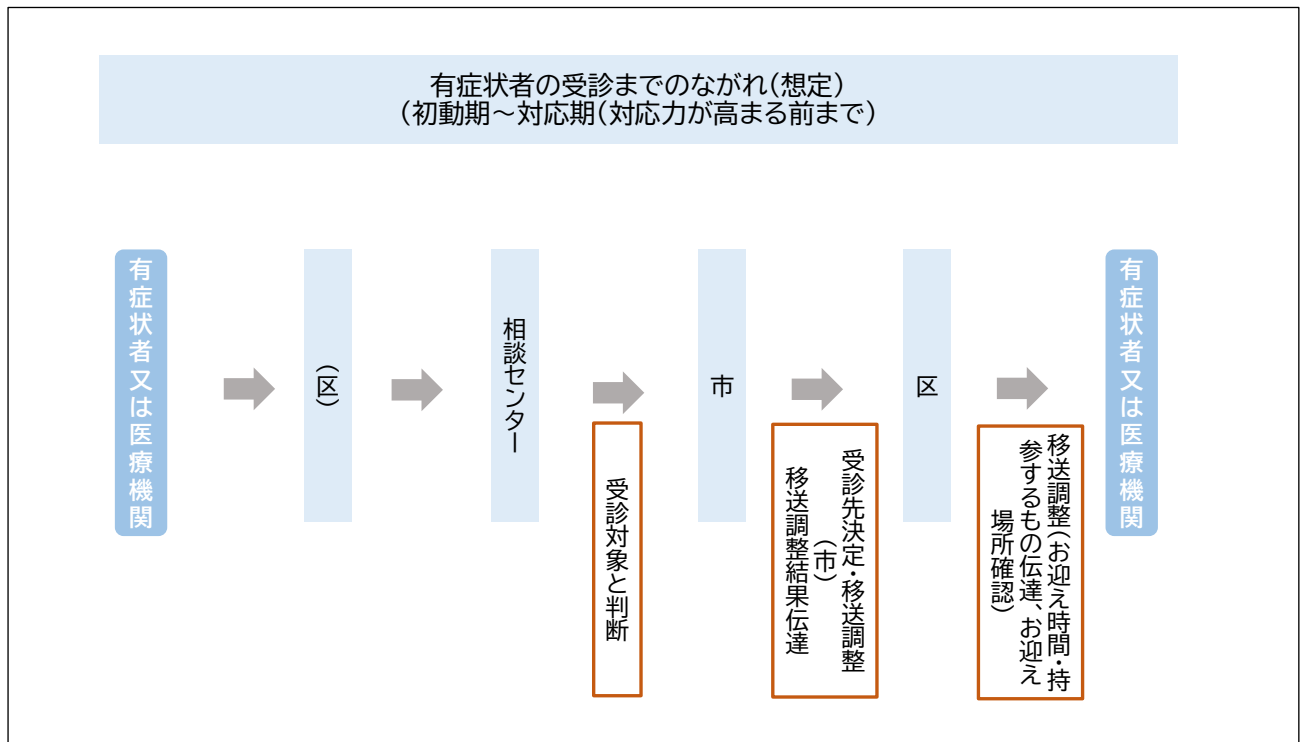 有症状者の受診までのながれ(想定)
(初動期～対応期(対応力が高まる前まで)
有症状者又は医療機関
(区)
相談センター
受診対象と判断
市
受診先決定・移送調整
(市)
移送調整結果伝達
区
移送調整(お迎え時間・持
参するもの伝達、お迎え
場所確認)
有症状者又は医療機関